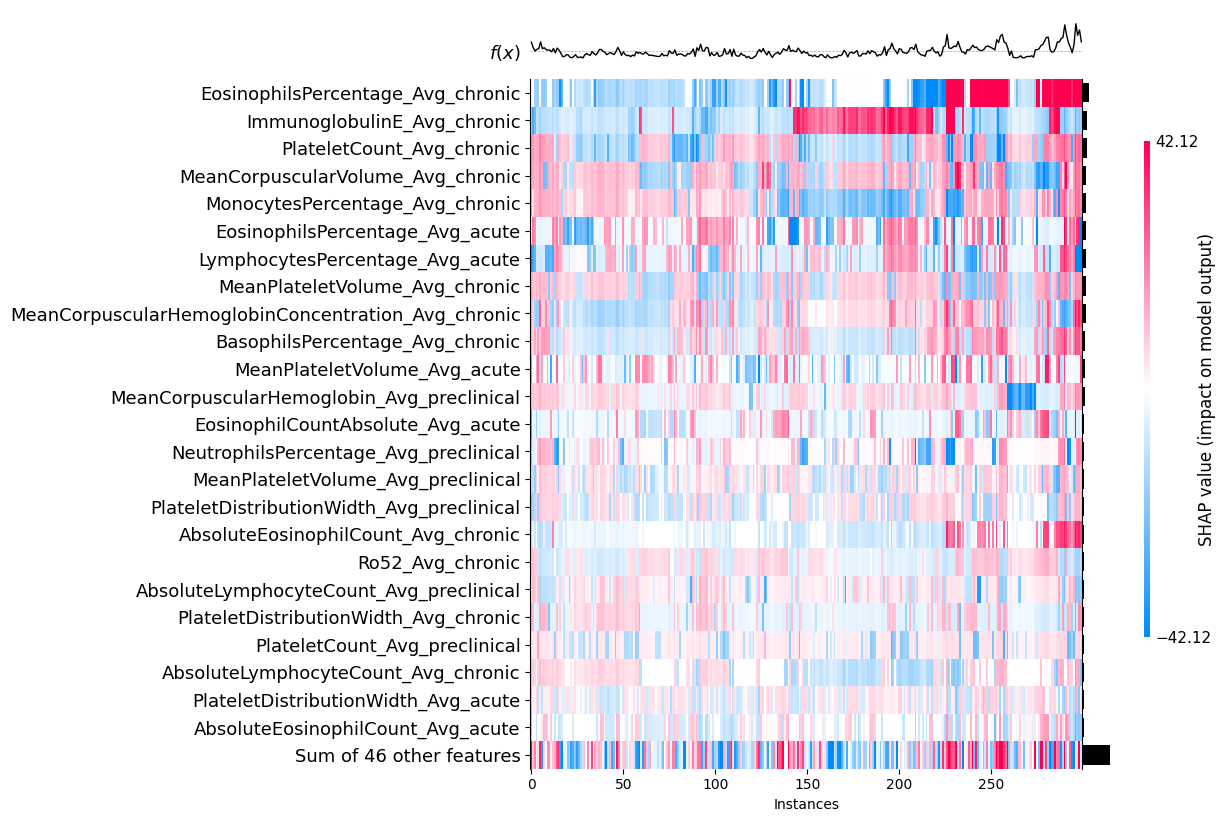 f(x)
EosinophilsPercentage_Avg_chronic
ImmunoglobulinE_Avg_chronic
PlateletCount_Avg_chronic
MeanCorpuscularVolume_Avg_chronic
MonocytesPercentage_Avg_chronic
EosinophilsPercentage_Avg_acute
LymphocytesPercentage_Avg_acute
MeanPlateletVolume_Avg_chronic
MeanCorpuscularHemoglobinConcentration_Avg_chronic
BasophilsPercentage_Avg_chronic
MeanPlateletVolume_Avg_acute
MeanCorpuscularHemoglobin_Avg_preclinical
EosinophilCountAbsolute_Avg_acute
NeutrophilsPercentage_Avg_preclinical
MeanPlateletVolume_Avg_preclinical
PlateletDistributionWidth_Avg_preclinical
AbsoluteEosinophilCount_Avg_chronic
Ro52_Avg_chronic
AbsoluteLymphocyteCount_Avg_preclinical
PlateletDistributionWidth_Avg_chronic
PlateletCount_Avg_preclinical
AbsoluteLymphocyteCount_Avg_chronic
PlateletDistributionWidth_Avg_acute
AbsoluteEosinophilCount_Avg_acute
Sum of 46 other features
0 50 100 150 200 250
Instances
42.12
−42.12
SHAP value (impact on model output)